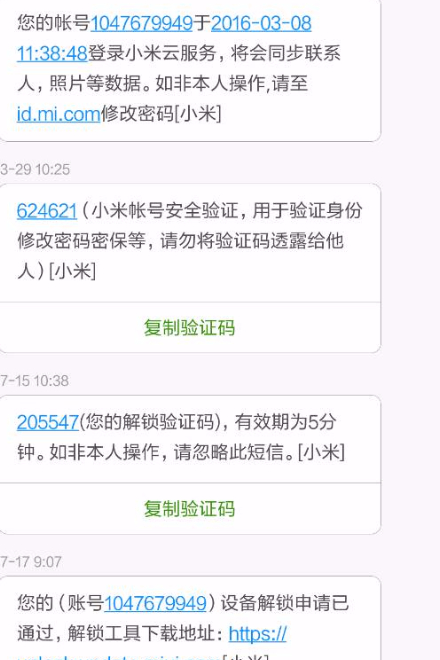 您的帐号1047679949于2016-03-08
11:38:48登录小米云服务，将会同步联系
人，照片等数据。如非本人操作,请至
id.mi.com修改密码[小米]
3-29 10:25
624621（小米帐号安全验证，用于验证身份
修改密码密保等，请勿将验证码透露给他
人）[小米]
复制验证码
7-15 10:38
205547(您的解锁验证码)，有效期为5分
钟。如非本人操作，请忽略此短信。[小米]
复制验证码
7-17 9:07
您的（账号1047679949）设备解锁申请已
通过，解锁工具下载地址：https://
[小米]